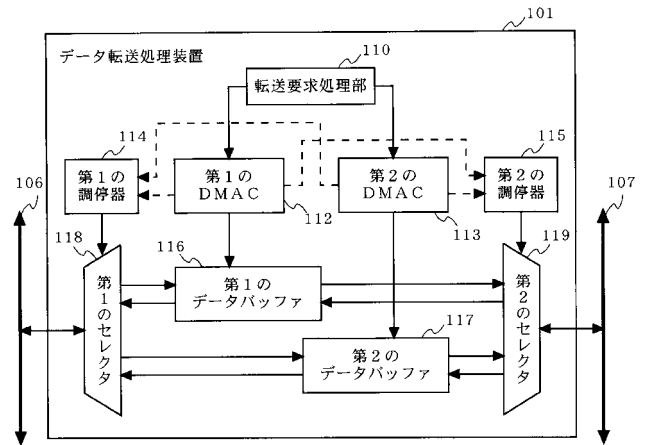 101
データ転送処理装置
110
転送要求処理部
114
115
第1の
調停器
第1の
DMAC
第2の
DMAC
第2の
調停器
106
107
112
113
118
119
116
第1の
データバッファ
第1のセレクタ
第2のセレクタ
117
第2の
データバッファ